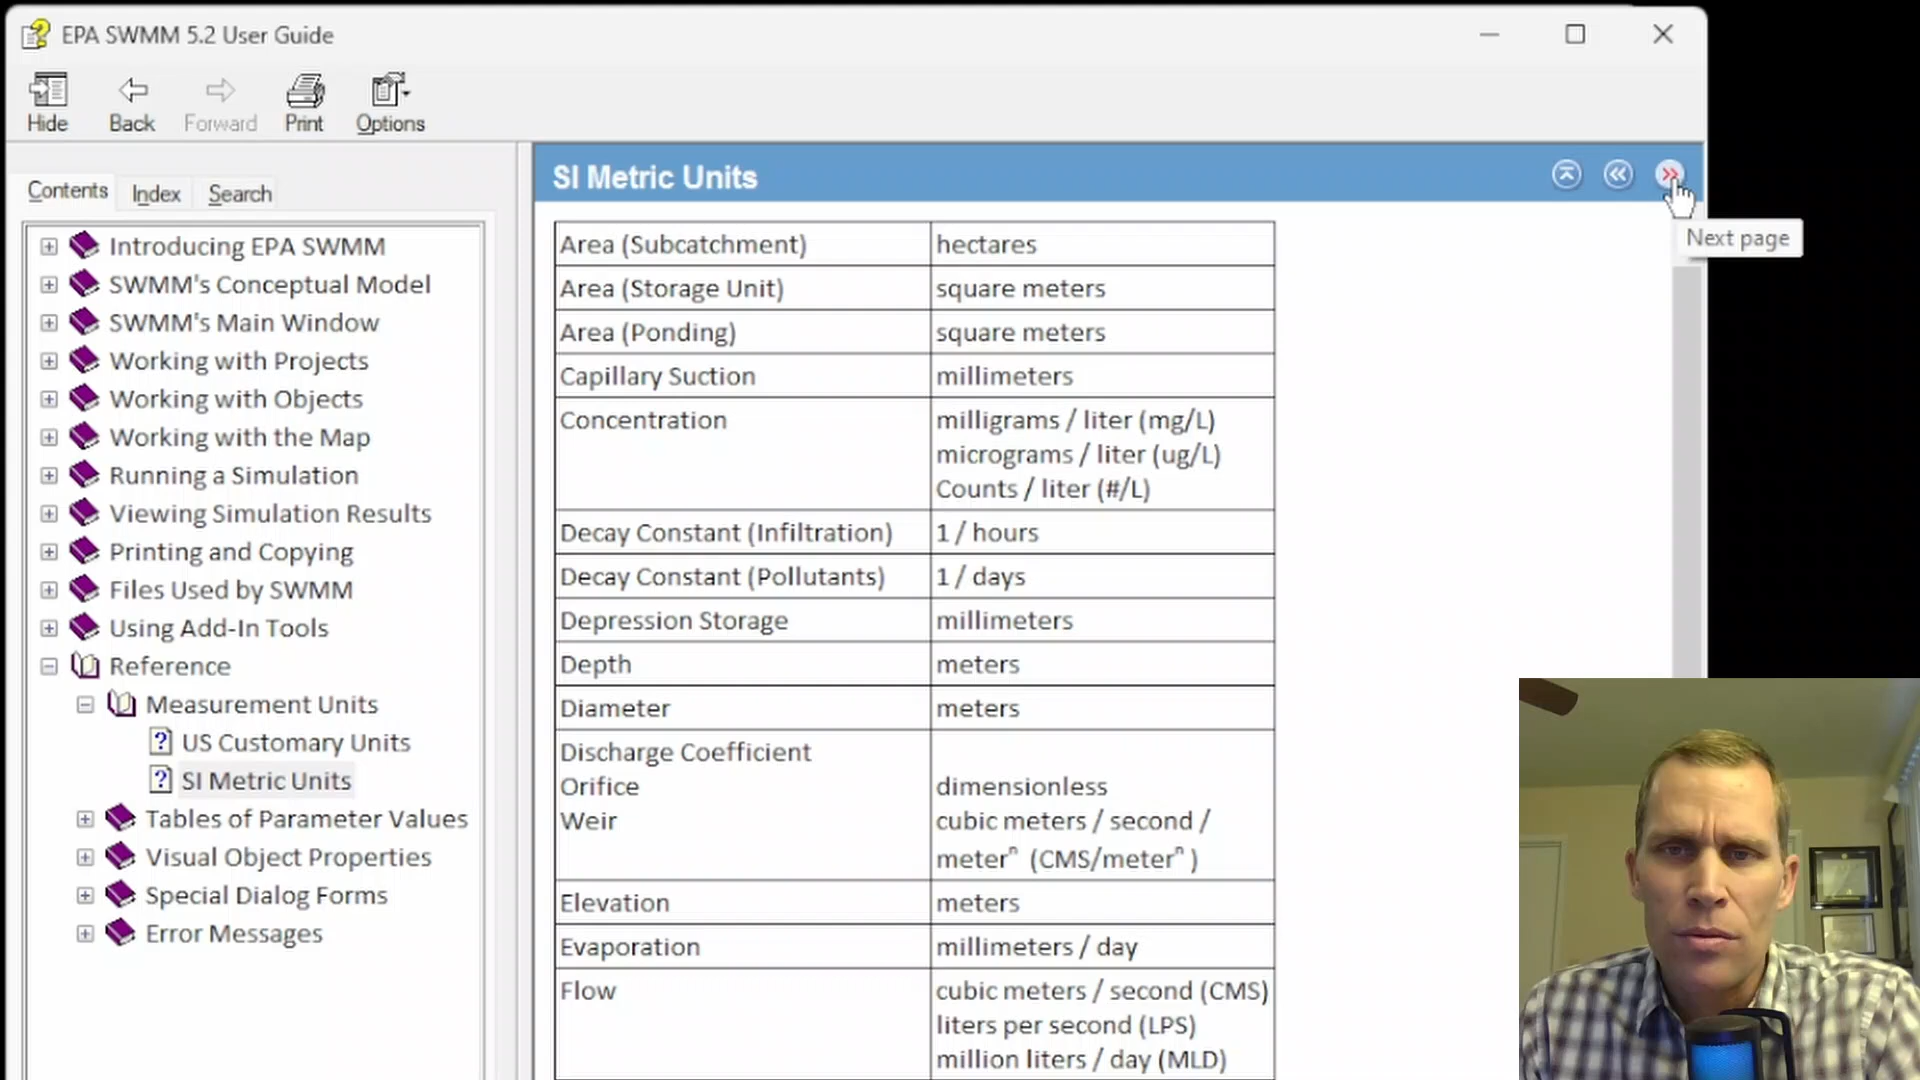 EPA SWMM 5.2 User Guide
Hide Back Forward Print Options
Contents Index Search
Introducing EPA SWMM
SWMM's Conceptual Model
SWMM's Main Window
Working with Projects
Working with Objects
Working with the Map
Running a Simulation
Viewing Simulation Results
Printing and Copying
Files Used by SWMM
Using Add-In Tools
Reference
Measurement Units
US Customary Units
SI Metric Units
Tables of Parameter Values
Visual Object Properties
Special Dialog Forms
Error Messages
SI Metric Units
Next page
Area (Subcatchment) hectares
Area (Storage Unit) square meters
Area (Ponding) square meters
Capillary Suction millimeters
Concentration milligrams / liter (mg/L)
micrograms / liter (ug/L)
Counts / liter (#/L)
Decay Constant (Infiltration) 1 / hours
Decay Constant (Pollutants) 1 / days
Depression Storage millimeters
Depth meters
Diameter meters
Discharge Coefficient
Orifice dimensionless
Weir cubic meters / second /
meterⁿ (CMS/meterⁿ )
Elevation meters
Evaporation millimeters / day
Flow cubic meters / second (CMS)
liters per second (LPS)
million liters / day (MLD)